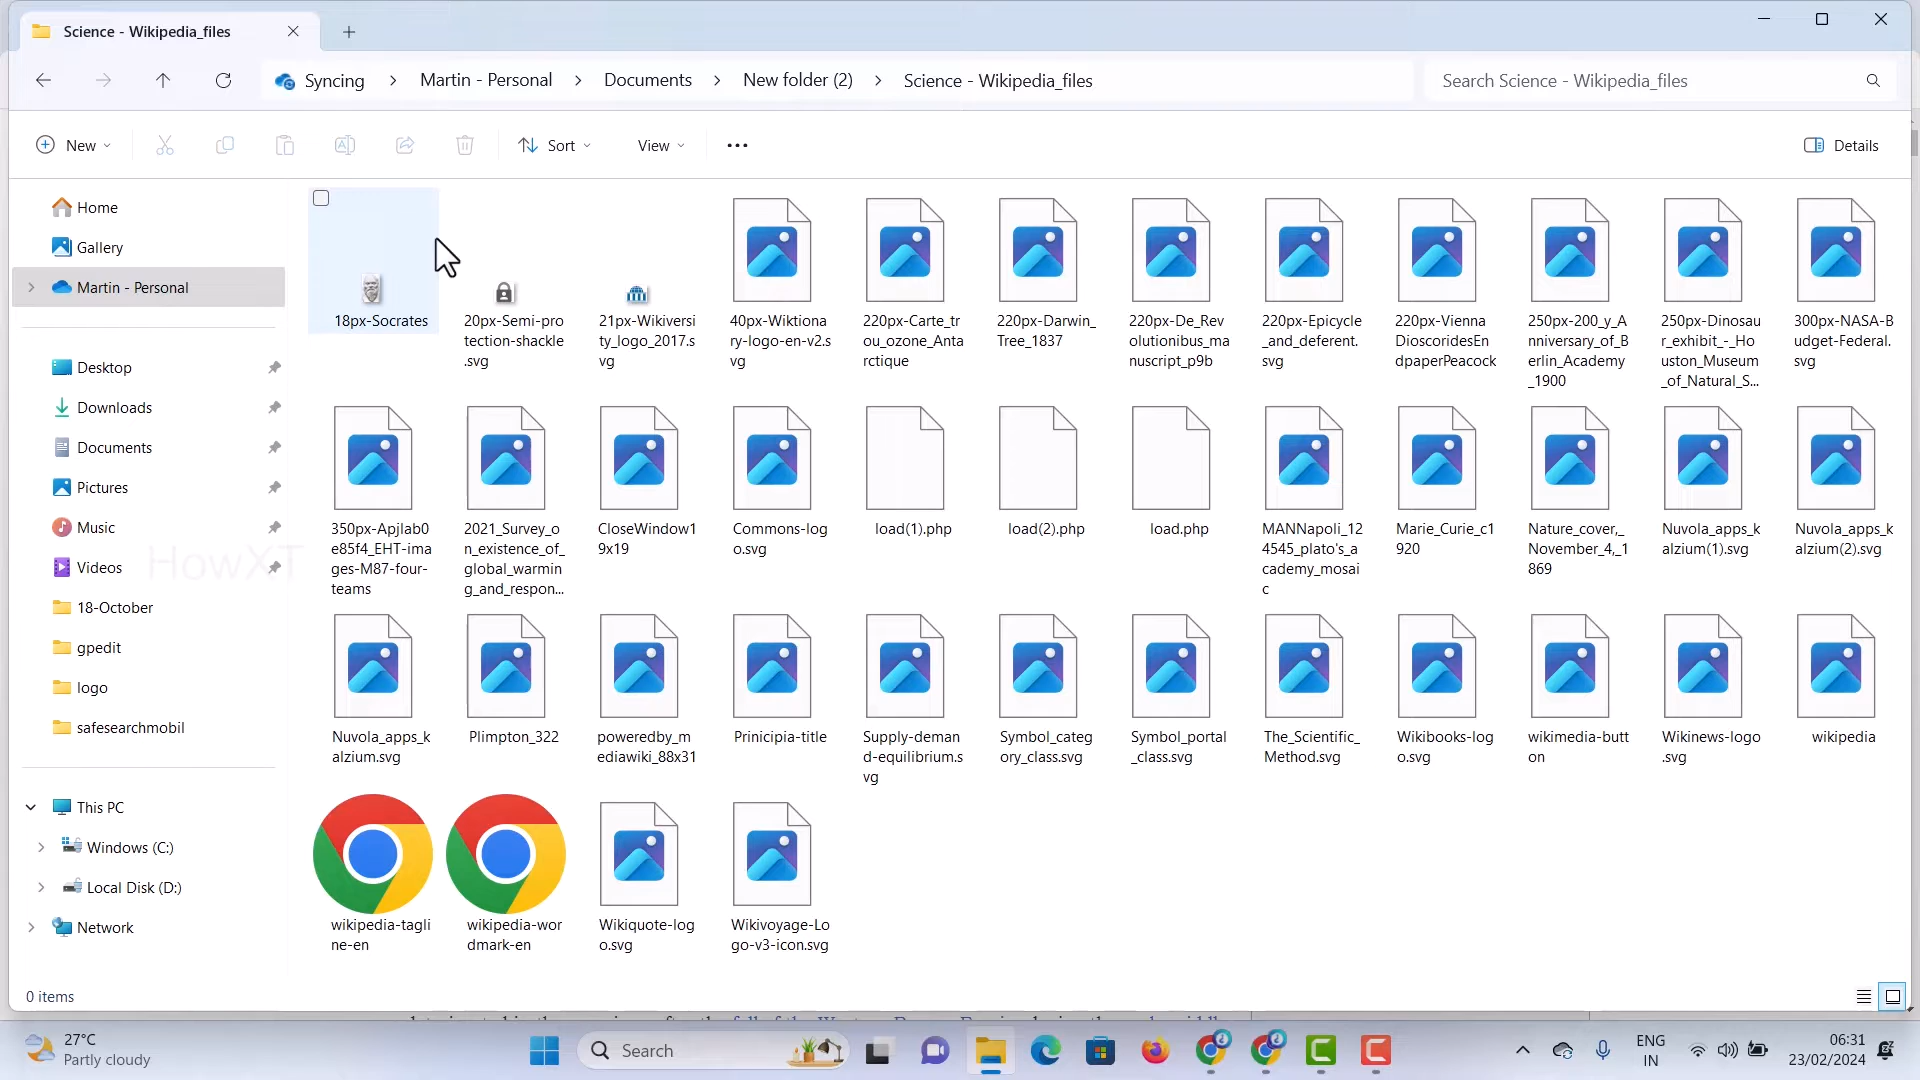 Science - Wikipedia_files
Syncing
Martin - Personal
Documents
New folder (2)
Science - Wikipedia_files
Search Science - Wikipedia_files
New
Sort
View
Details
Home
Gallery
Martin - Personal
Desktop
Downloads
Documents
Pictures
Music
Videos
18-October
gpedit
logo
safesearchmobil
This PC
Windows (C:)
Local Disk (D:)
Network
HowXT
18px-Socrates
20px-Semi-pro
tection-shackle
.svg
21px-Wikiversi
ty_logo_2017.s
vg
40px-Wiktiona
ry-logo-en-v2.s
vg
220px-Carte_tr
ou_ozone_Anta
rctique
220px-Darwin_
Tree_1837
220px-De_Rev
olutionibus_ma
nuscript_p9b
220px-Epicycle
_and_deferent.
svg
220px-Vienna
DioscoridesEn
dpaperPeacock
250px-200_y_A
nniversary_of_B
erlin_Academy
_1900
250px-Dinosau
r_exhibit_-_Ho
uston_Museum
_of_Natural_S...
300px-NASA-B
udget-Federal.
svg
350px-Apjlab0
e85f4_EHT-ima
ges-M87-four-
teams
2021_Survey_o
n_existence_of_
global_warmin
g_and_respon...
CloseWindow1
9x19
Commons-log
o.svg
load(1).php
load(2).php
load.php
MANNapoli_12
4545_plato's_a
cademy_mosai
c
Marie_Curie_c1
920
Nature_cover,_
November_4,_1
869
Nuvola_apps_k
alzium(1).svg
Nuvola_apps_k
alzium(2).svg
Nuvola_apps_k
alzium.svg
Plimpton_322
poweredby_m
ediawiki_88x31
Prinicipia-title
Supply-deman
d-equilibrium.s
vg
Symbol_categ
ory_class.svg
Symbol_portal
_class.svg
The_Scientific_
Method.svg
Wikibooks-log
o.svg
wikimedia-butt
on
Wikinews-logo
.svg
wikipedia
wikipedia-tagli
ne-en
wikipedia-wor
dmark-en
Wikiquote-log
o.svg
Wikivoyage-Lo
go-v3-icon.svg
0 items
27°C
Partly cloudy
Search
ENG
IN
06:31
23/02/2024